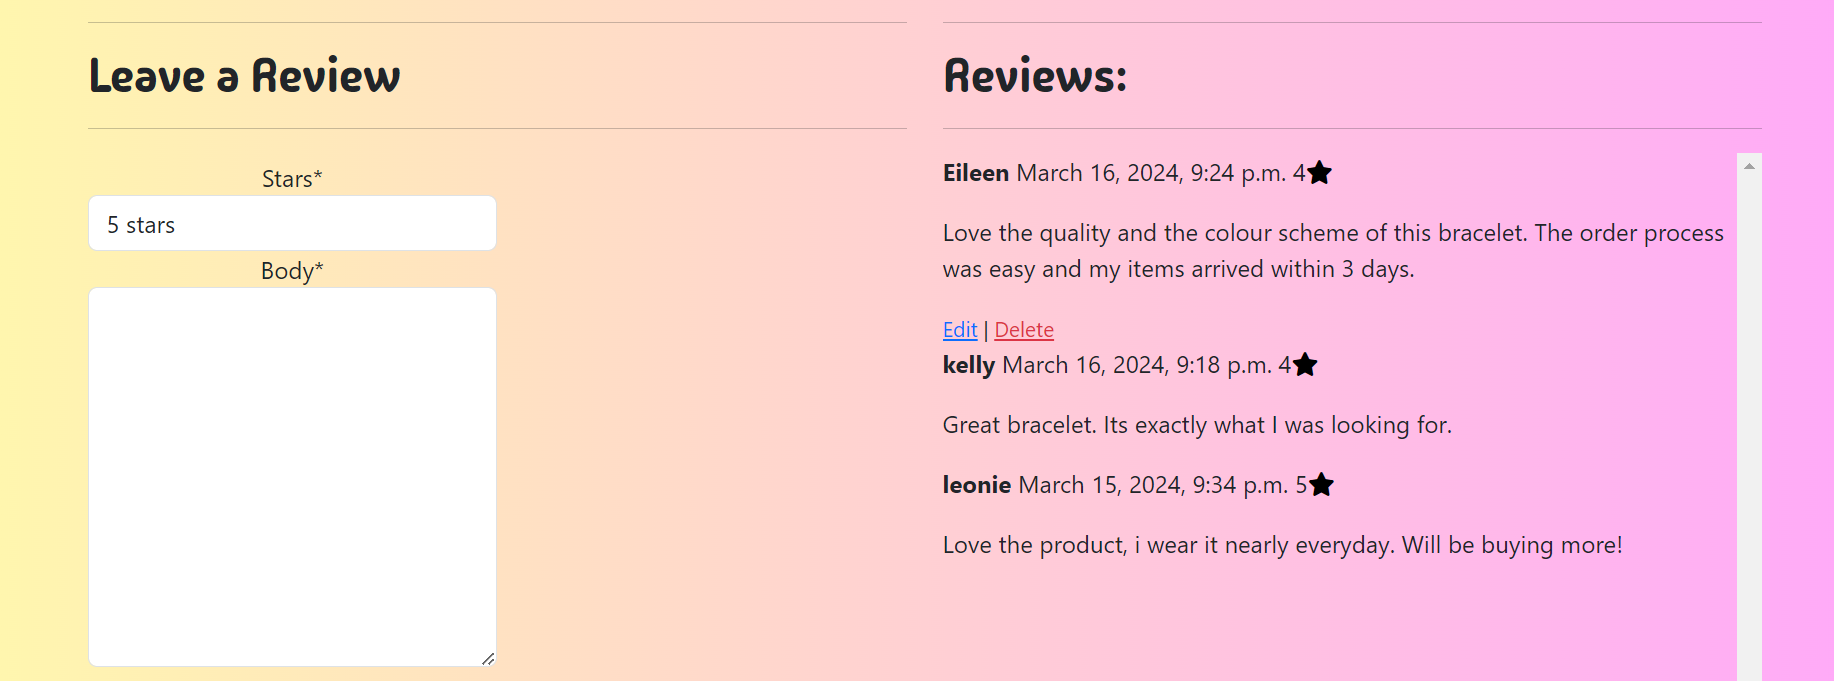 Leave a Review
Stars*
5 stars
Body*
Reviews:
Eileen March 16, 2024, 9:24 p.m. 4
Love the quality and the colour scheme of this bracelet. The order process
was easy and my items arrived within 3 days.
Edit | Delete
kelly March 16, 2024, 9:18 p.m. 4
Great bracelet. Its exactly what I was looking for.
leonie March 15, 2024, 9:34 p.m. 5
Love the product, i wear it nearly everyday. Will be buying more!